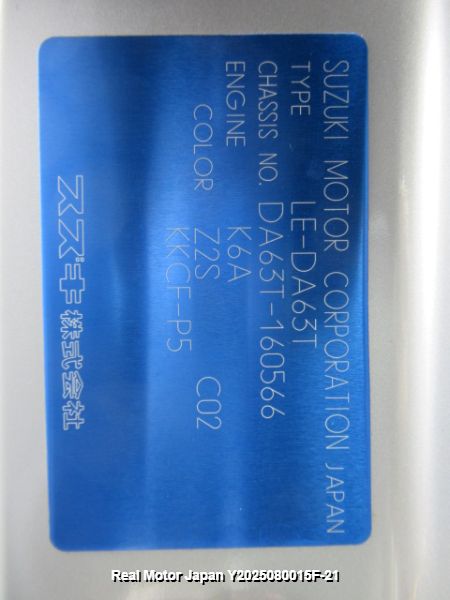 SUZUKI MOTOR CORPORATION JAPAN
TYPE LE-DA63T
CHASSIS NO. DA63T-160566
ENGINE K6A
COLOR Z2S C02
KKCF-P5
スズキ株式会社
Real Motor Japan Y2025080015F-21